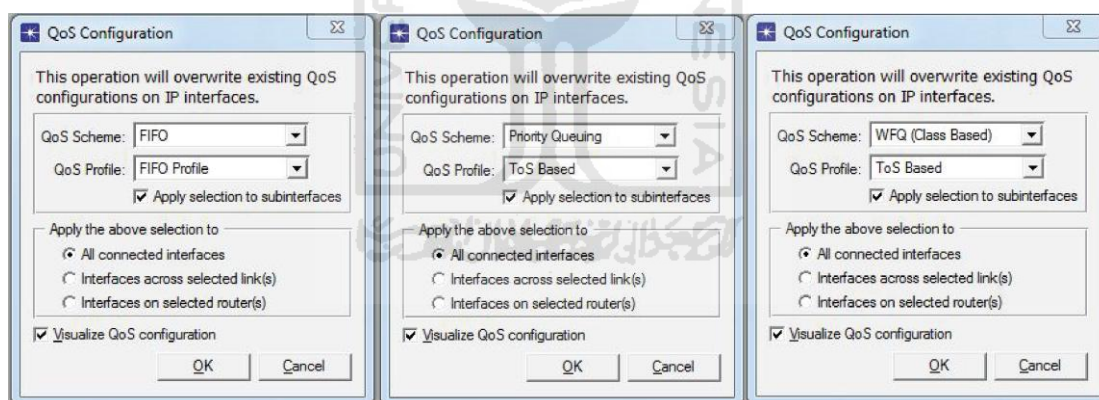 QoS Configuration
This operation will overwrite existing QoS
configurations on IP interfaces.
QoS Scheme: FIFO
QoS Profile: FIFO Profile
Apply selection to subinterfaces
Apply the above selection to
All connected interfaces
Interfaces across selected link(s)
Interfaces on selected router(s)
Visualize QoS configuration
OK Cancel
QoS Configuration
This operation will overwrite existing QoS
configurations on IP interfaces.
QoS Scheme: Priority Queuing
QoS Profile: ToS Based
Apply selection to subinterfaces
Apply the above selection to
All connected interfaces
Interfaces across selected link(s)
Interfaces on selected router(s)
Visualize QoS configuration
OK Cancel
QoS Configuration
This operation will overwrite existing QoS
configurations on IP interfaces.
QoS Scheme: WFQ (Class Based)
QoS Profile: ToS Based
Apply selection to subinterfaces
Apply the above selection to
All connected interfaces
Interfaces across selected link(s)
Interfaces on selected router(s)
Visualize QoS configuration
OK Cancel